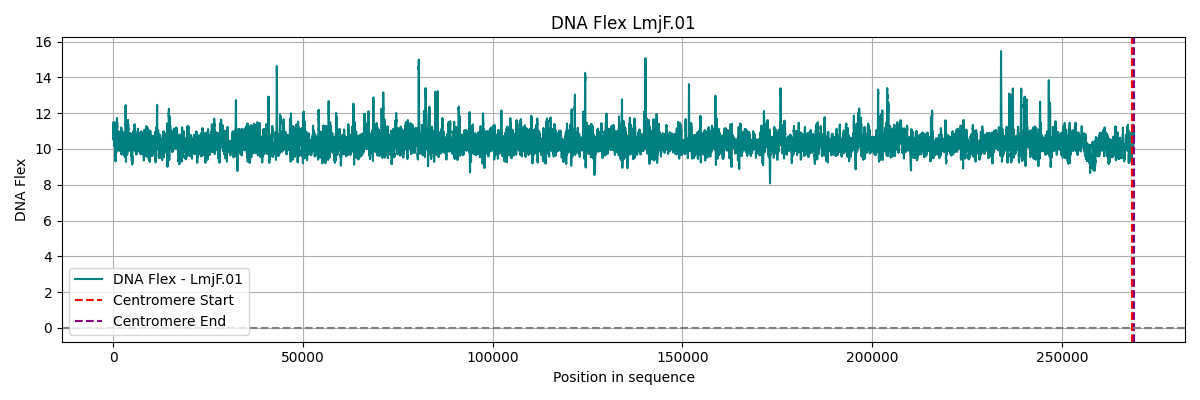 DNA Flex LmjF.01
16
14
12
10
8
6
4
2
0
DNA Flex
DNA Flex - LmjF.01
Centromere Start
Centromere End
0 50000 100000 150000 200000 250000
Position in sequence